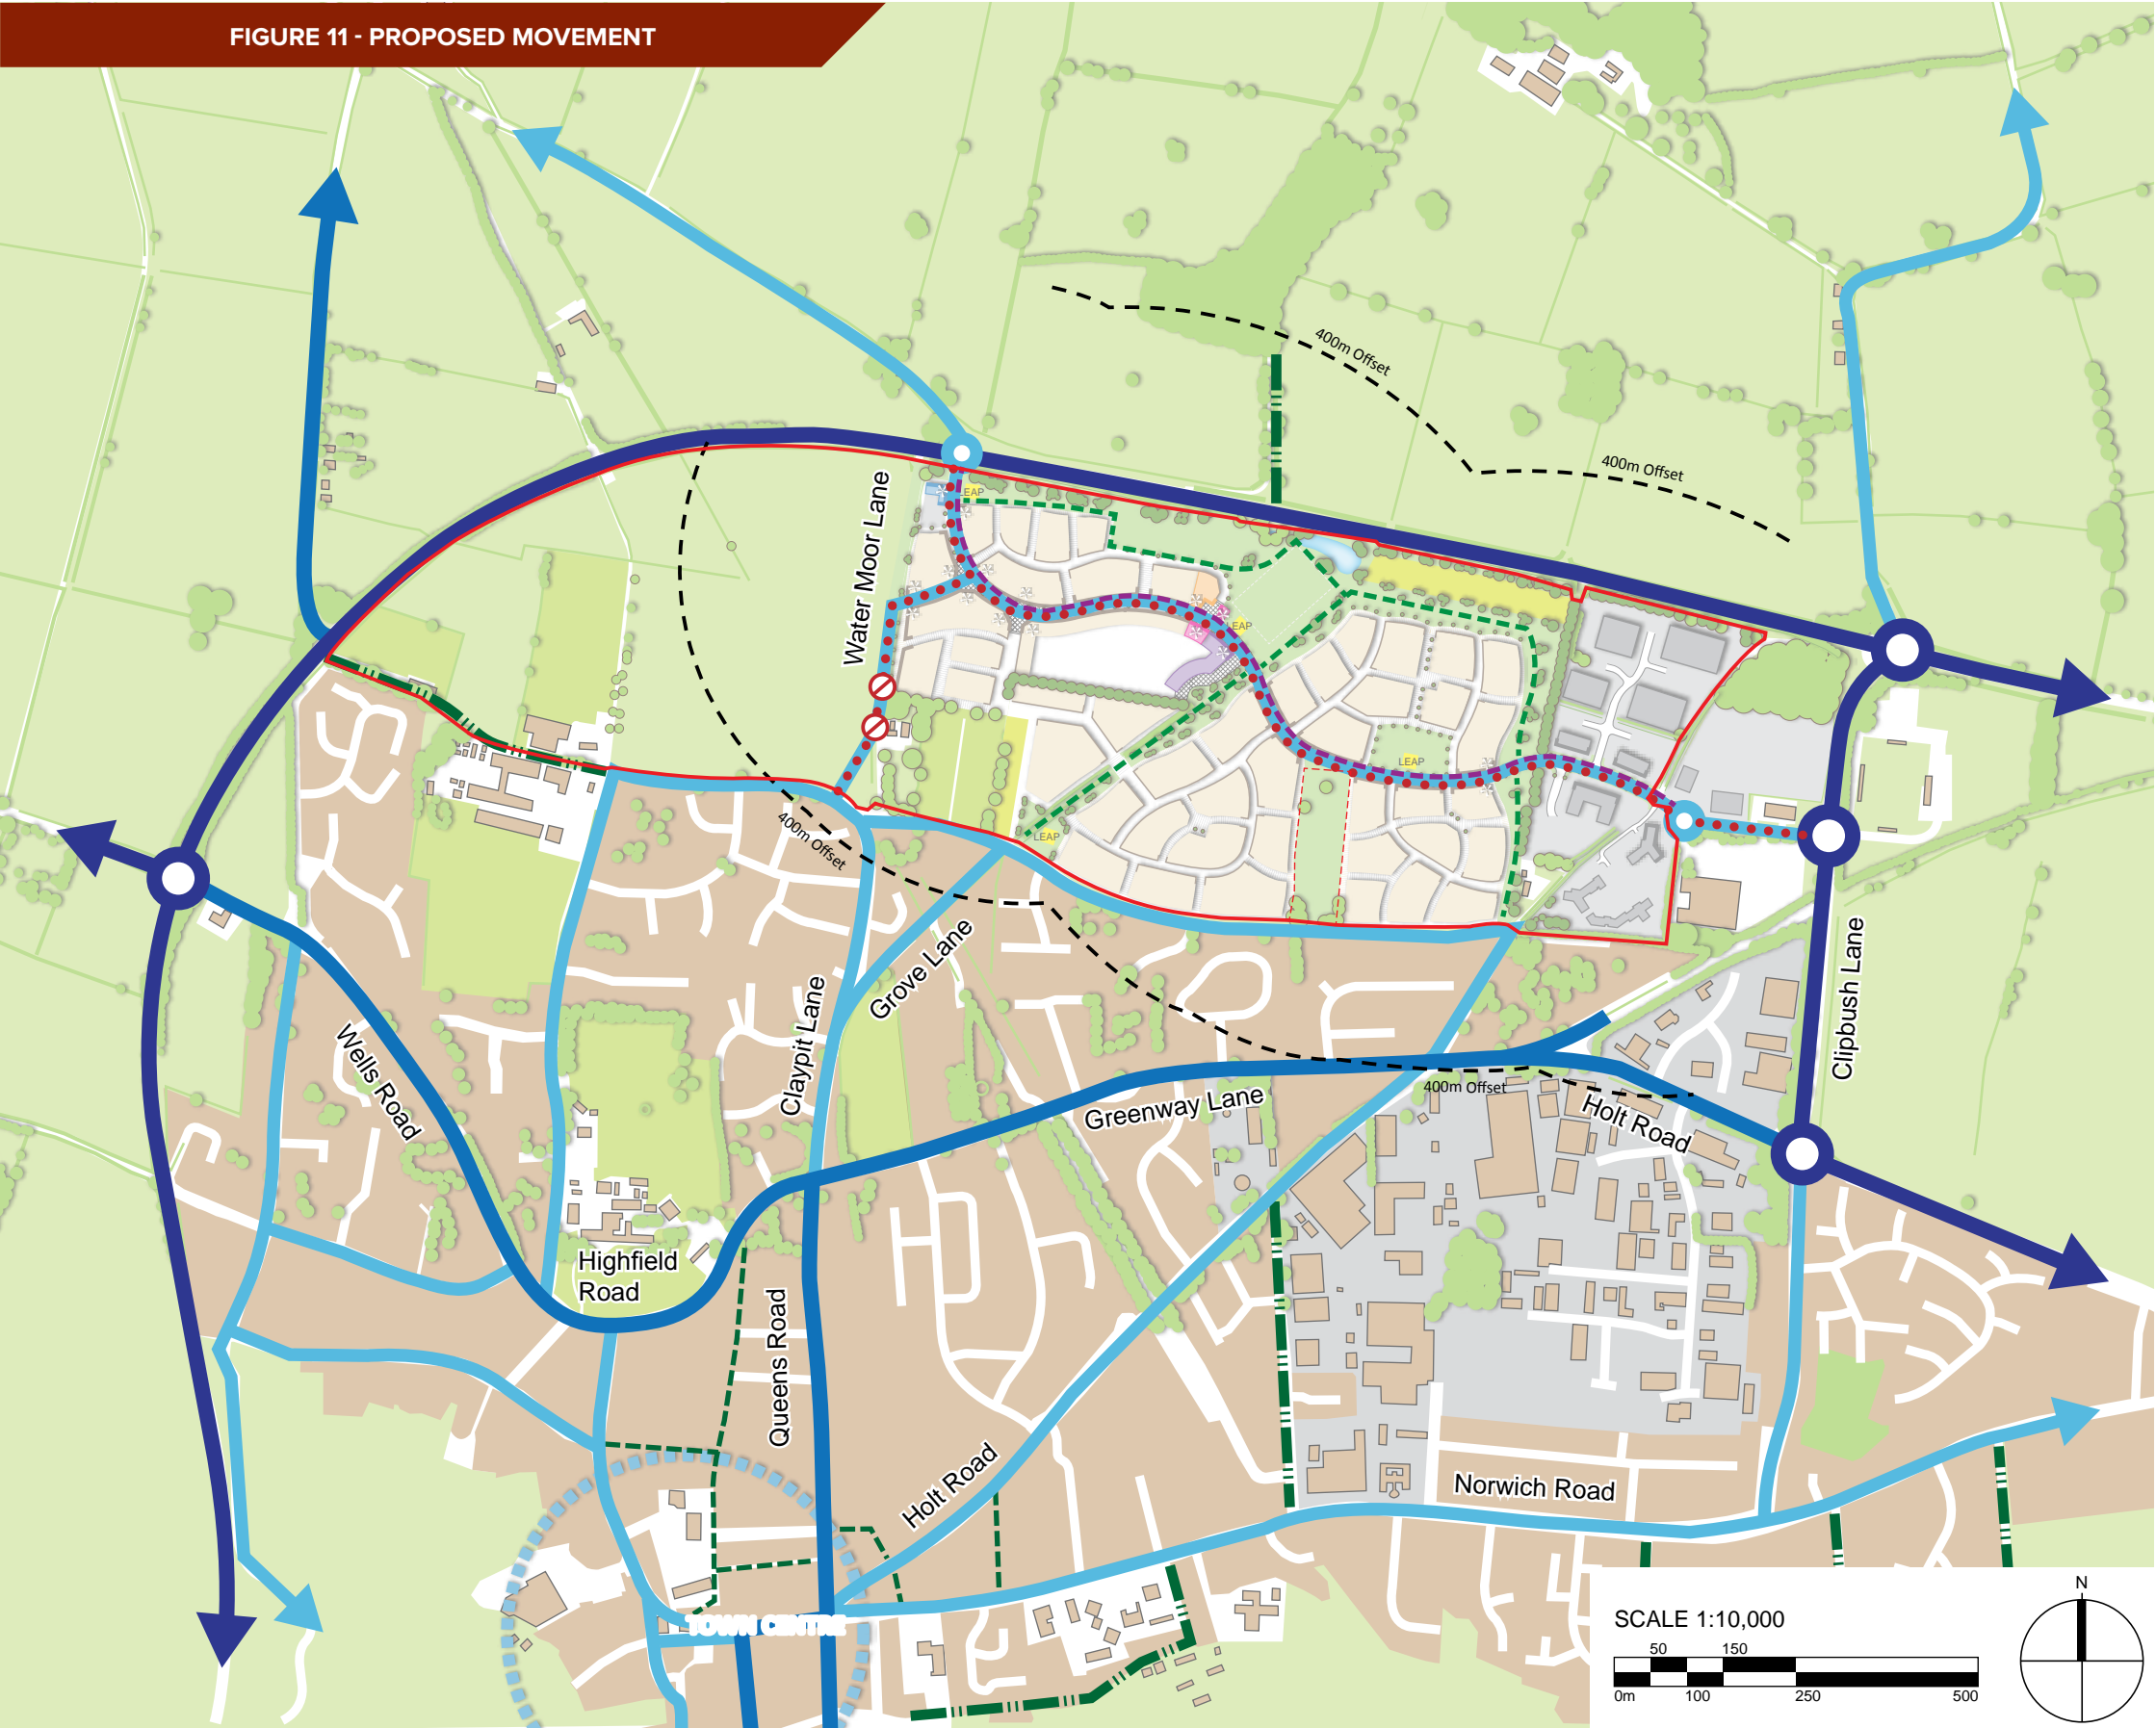 FIGURE 11 - PROPOSED MOVEMENT
400m Offset
400m Offset
Water Moor Lane
LEAP
LEAP
LEAP
LEAP
400m Offset
Grove Lane
Claypit Lane
Clipbush Lane
Wells Road
Greenway Lane
400m Offset
Holt Road
Highfield
Road
Queens Road
Holt Road
Norwich Road
TOWN CENTRE
SCALE 1:10,000
50 150
0m 100 250 500
N